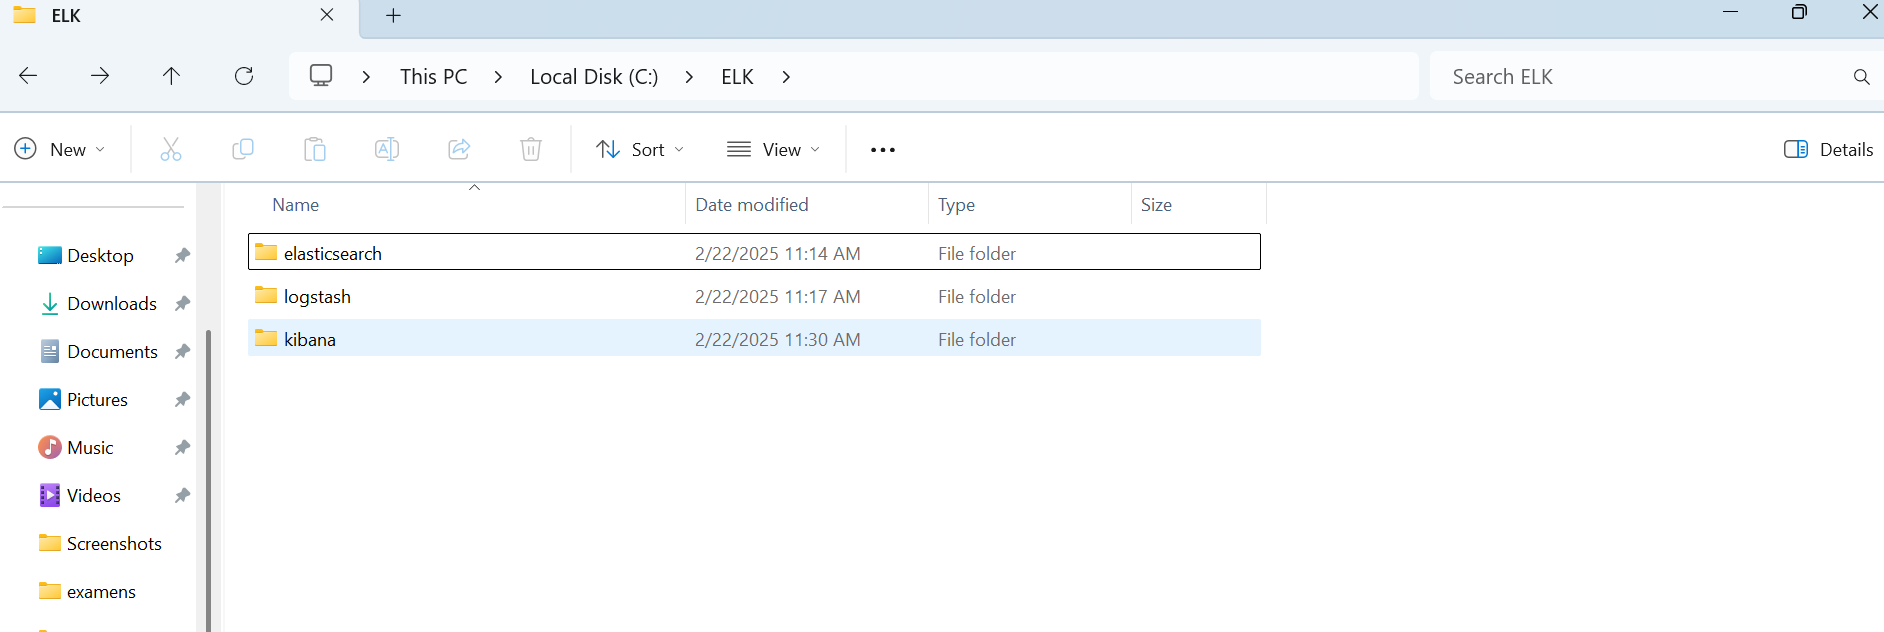 ELK
This PC Local Disk (C:) ELK
Search ELK
New Sort View ... Details
Name Date modified Type Size
Desktop
Downloads
Documents
Pictures
Music
Videos
Screenshots
examens
elasticsearch 2/22/2025 11:14 AM File folder
logstash 2/22/2025 11:17 AM File folder
kibana 2/22/2025 11:30 AM File folder